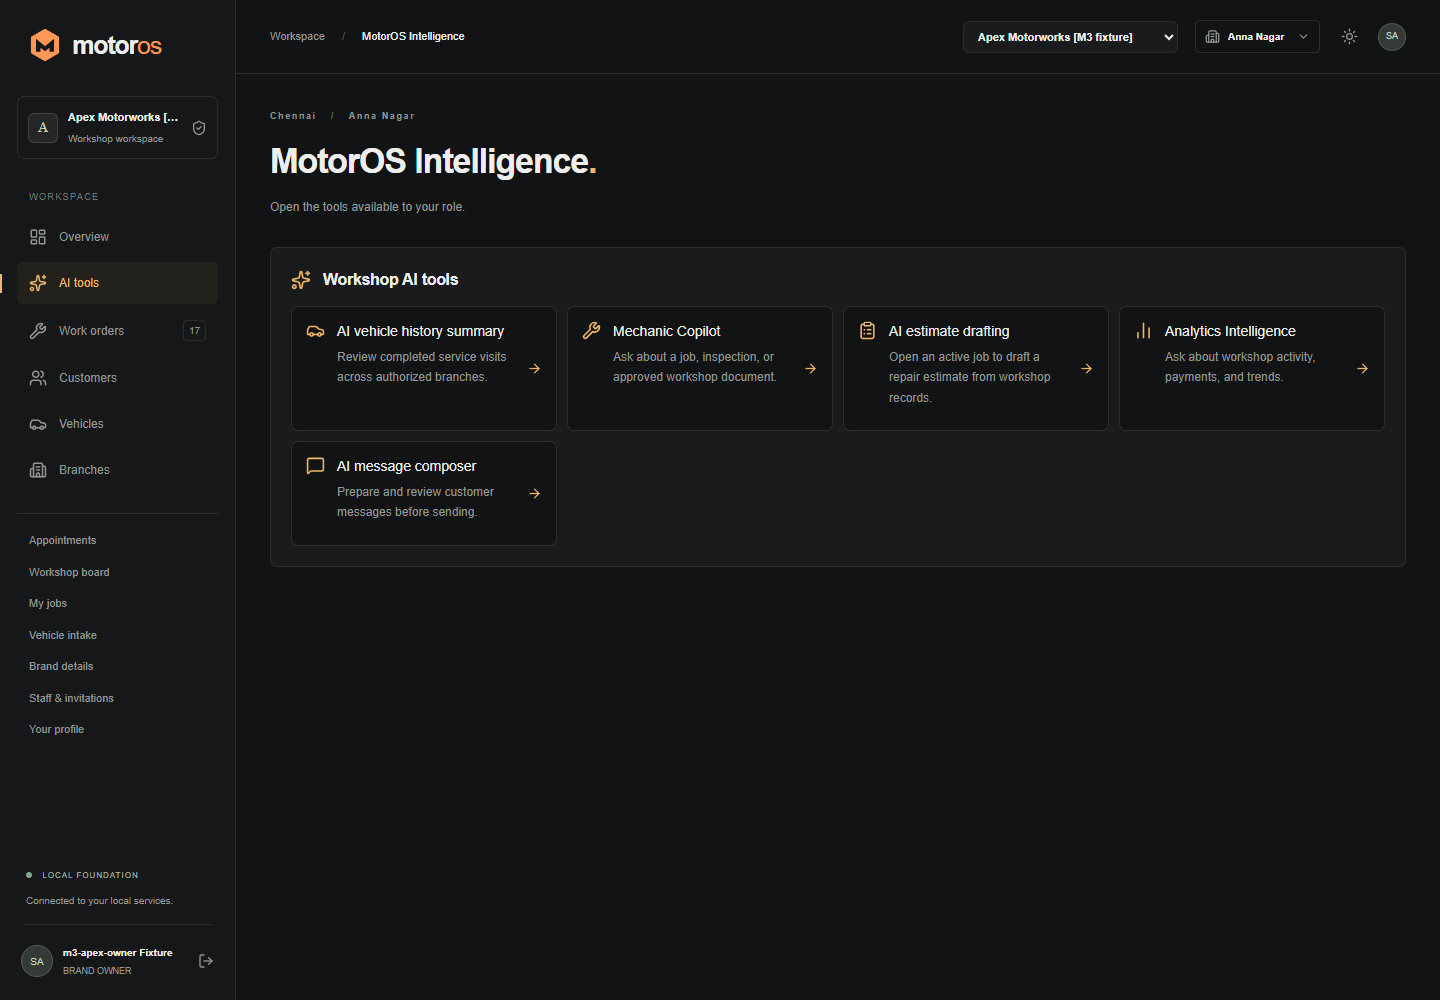 motoros
Workspace / MotorOS Intelligence
Apex Motorworks [M3 fixture]
Anna Nagar
SA
A
Apex Motorworks [...
Workshop workspace
WORKSPACE
Overview
AI tools
Work orders 17
Customers
Vehicles
Branches
Appointments
Workshop board
My jobs
Vehicle intake
Brand details
Staff & invitations
Your profile
LOCAL FOUNDATION
Connected to your local services.
SA
m3-apex-owner Fixture
BRAND OWNER
Chennai / Anna Nagar
MotorOS Intelligence.
Open the tools available to your role.
Workshop AI tools
AI vehicle history summary
Review completed service visits
across authorized branches.
Mechanic Copilot
Ask about a job, inspection, or
approved workshop document.
AI estimate drafting
Open an active job to draft a
repair estimate from workshop
records.
Analytics Intelligence
Ask about workshop activity,
payments, and trends.
AI message composer
Prepare and review customer
messages before sending.